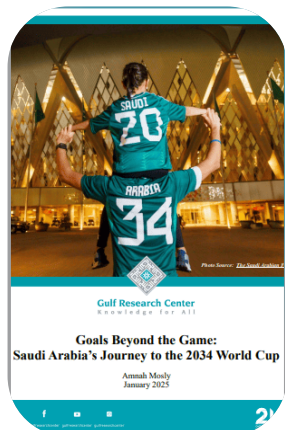 SAUDI
20
ARABIA
34
Photo Source: The Saudi Arabian F
Gulf Research Center
Knowledge for All
Goals Beyond the Game:
Saudi Arabia's Journey to the 2034 World Cup
Amnah Mosly
January 2025